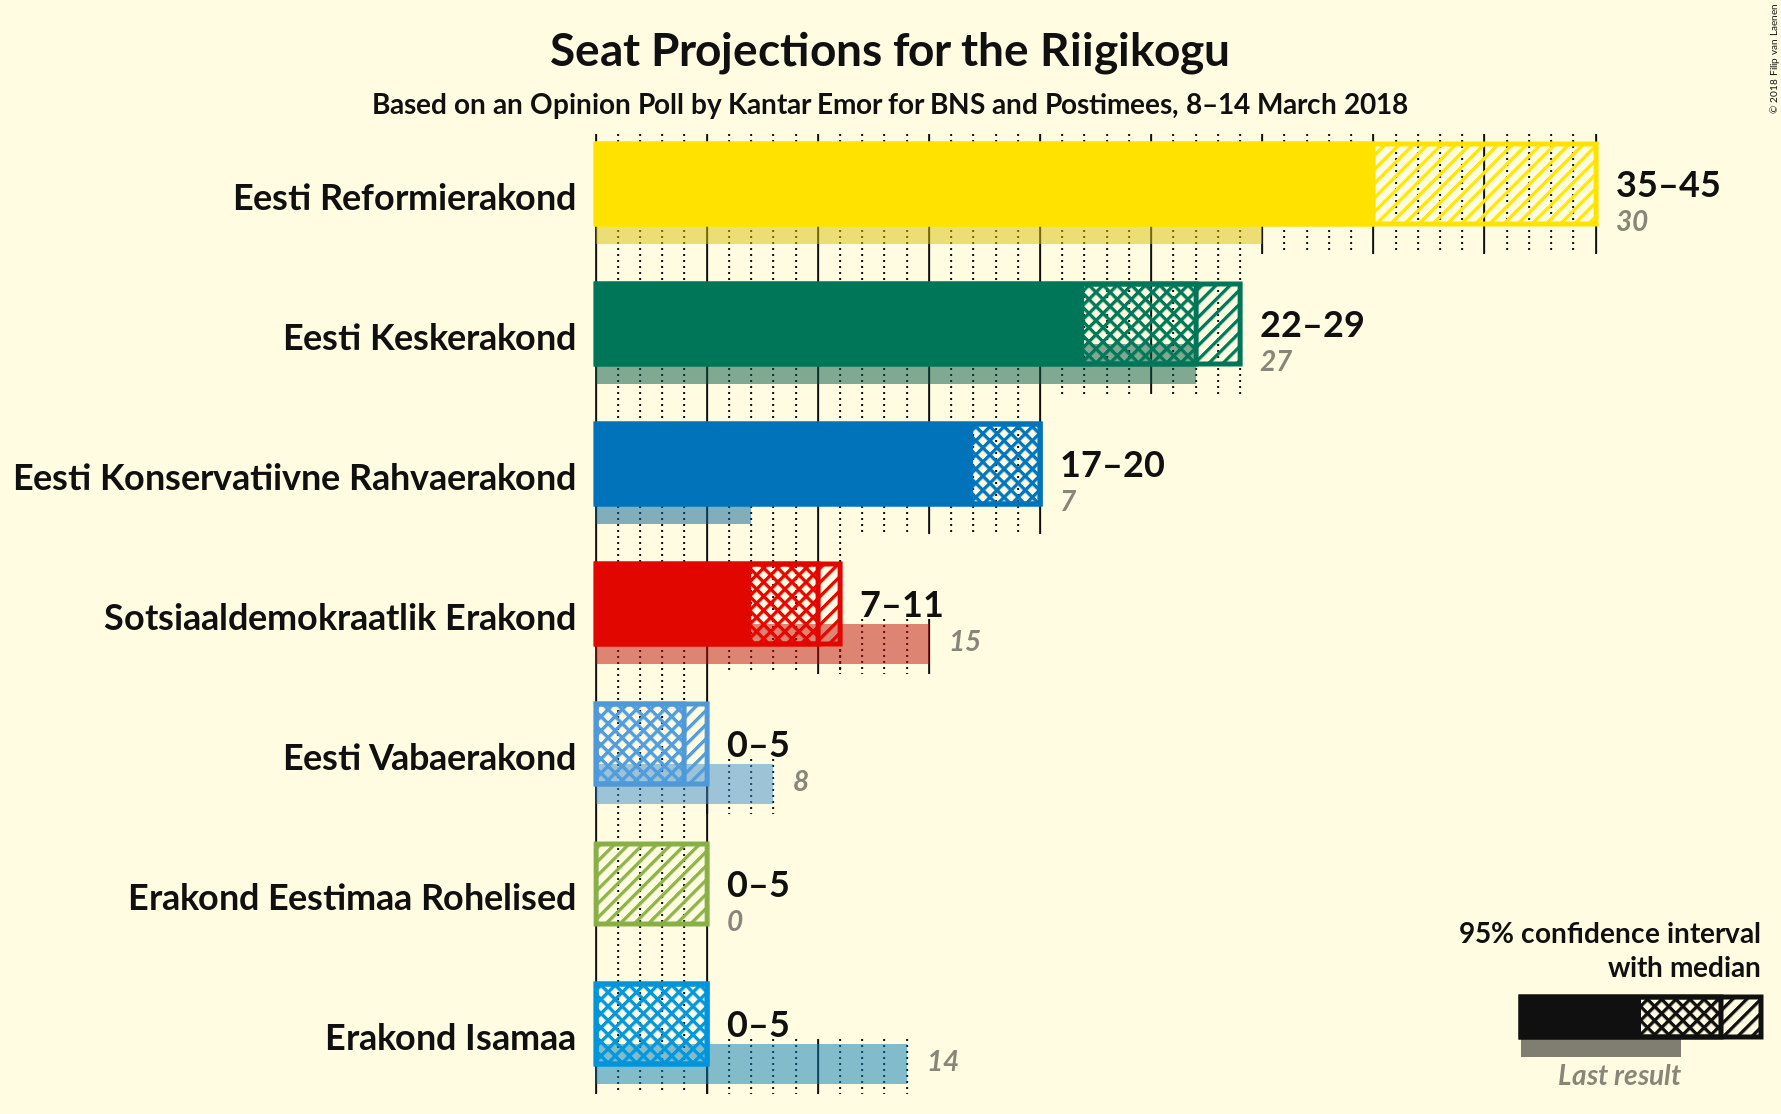 Seat Projections for the Riigikogu
Based on an Opinion Poll by Kantar Emor for BNS and Postimees, 8–14 March 2018
© 2018 Filip van Laenen
Eesti Reformierakond
35–45
30
Eesti Keskerakond
22–29
27
Eesti Konservatiivne Rahvaerakond
17–20
7
Sotsiaaldemokraatlik Erakond
7–11
15
Eesti Vabaerakond
0–5
8
Erakond Eestimaa Rohelised
0–5
0
Erakond Isamaa
0–5
14
95% confidence interval
with median
Last result